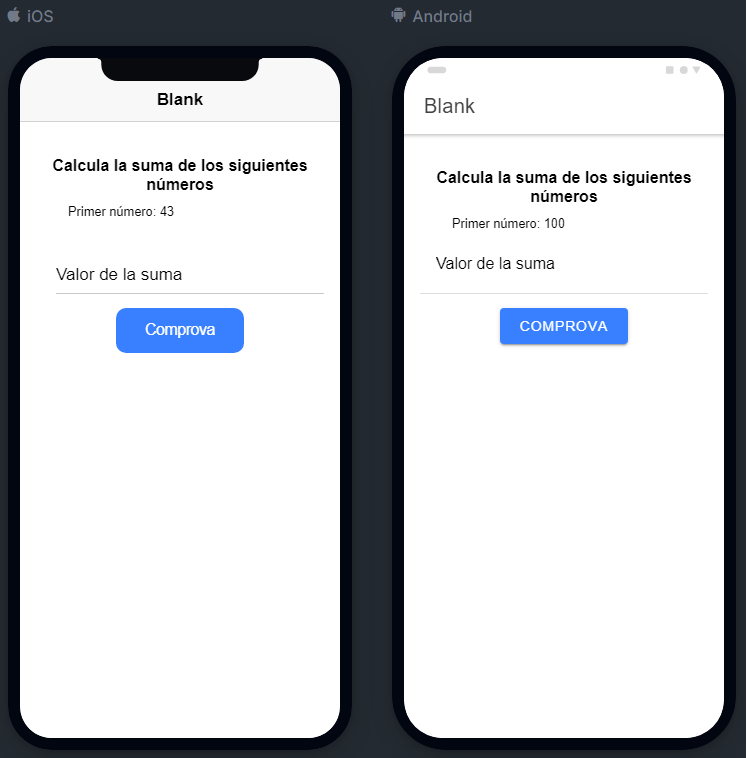 iOS
Blank
Calcula la suma de los siguientes
números
Primer número: 43
Valor de la suma
Comprova
Android
Blank
Calcula la suma de los siguientes
números
Primer número: 100
Valor de la suma
COMPROVA